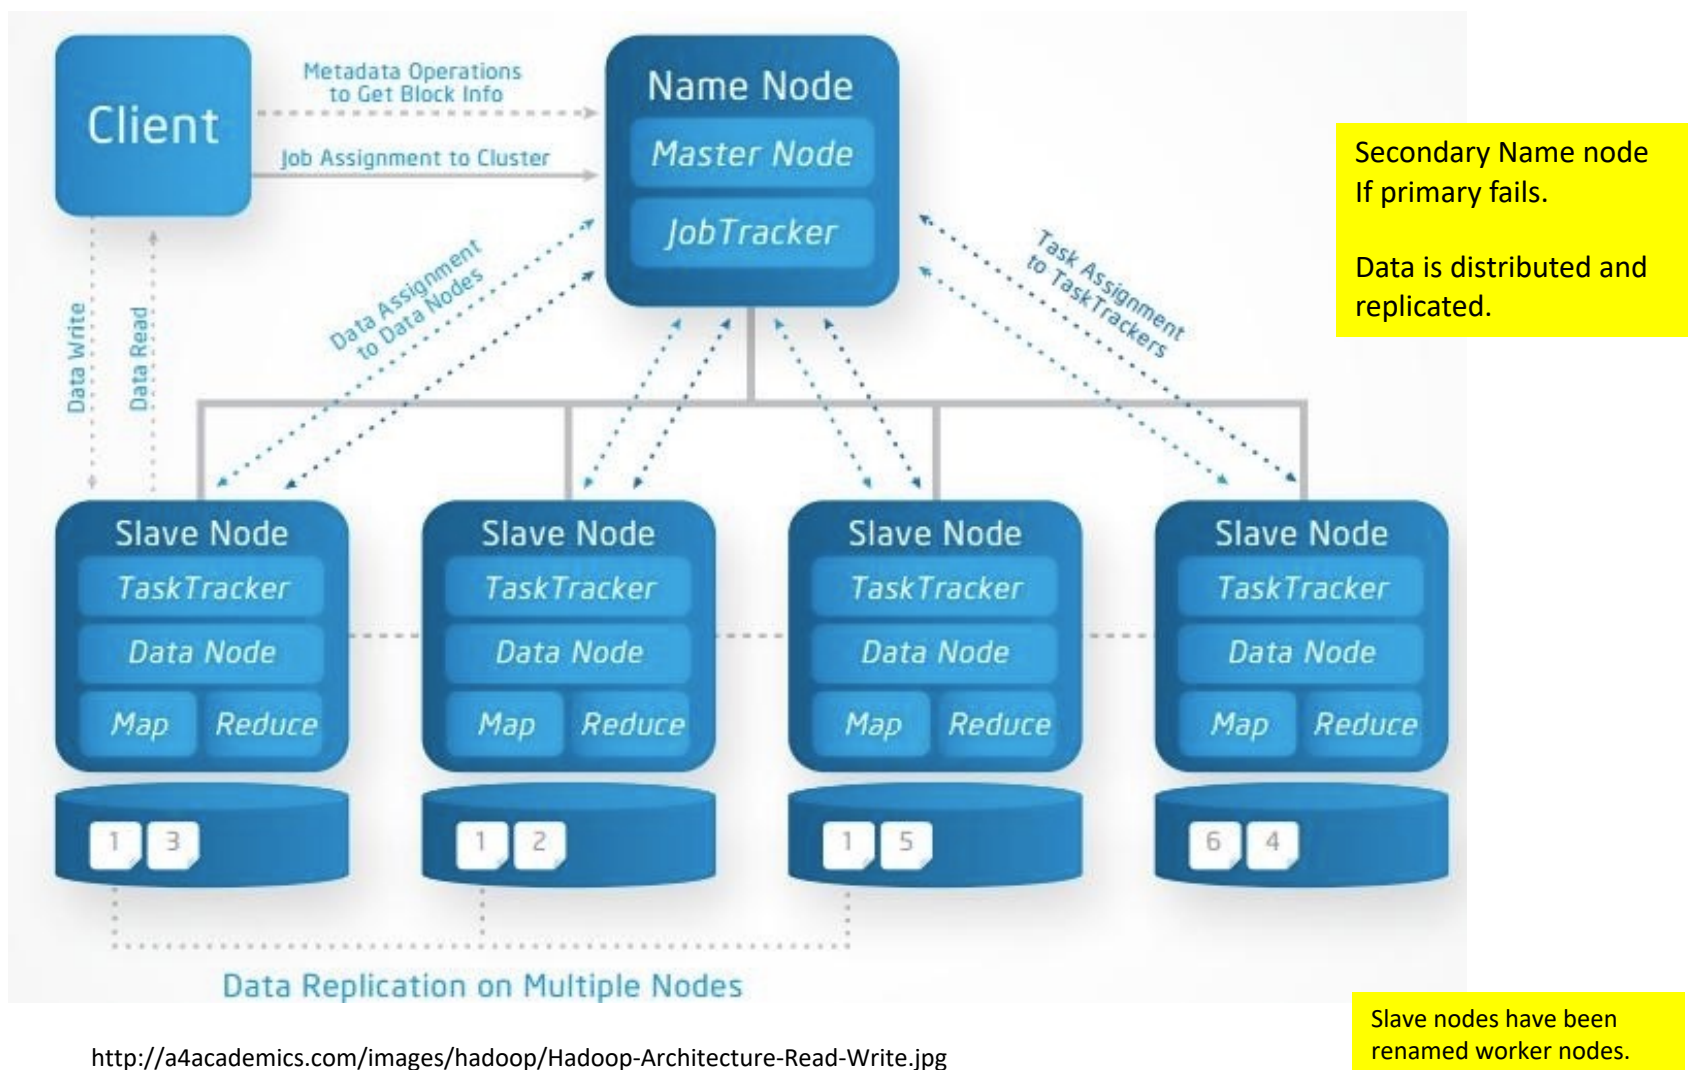 Client
Metadata Operations
to Get Block Info
Job Assignment to Cluster
Name Node
Master Node
JobTracker
Secondary Name node
If primary fails.
Data is distributed and
replicated.
Data Write
Data Read
Data Assignment
to Data Nodes
Task Assignment
to TaskTrackers
Slave Node
TaskTracker
Data Node
Map
Reduce
1
3
Slave Node
TaskTracker
Data Node
Map
Reduce
1
2
Slave Node
TaskTracker
Data Node
Map
Reduce
1
5
Slave Node
TaskTracker
Data Node
Map
Reduce
6
4
Data Replication on Multiple Nodes
Slave nodes have been
renamed worker nodes.
http://a4academics.com/images/hadoop/Hadoop-Architecture-Read-Write.jpg